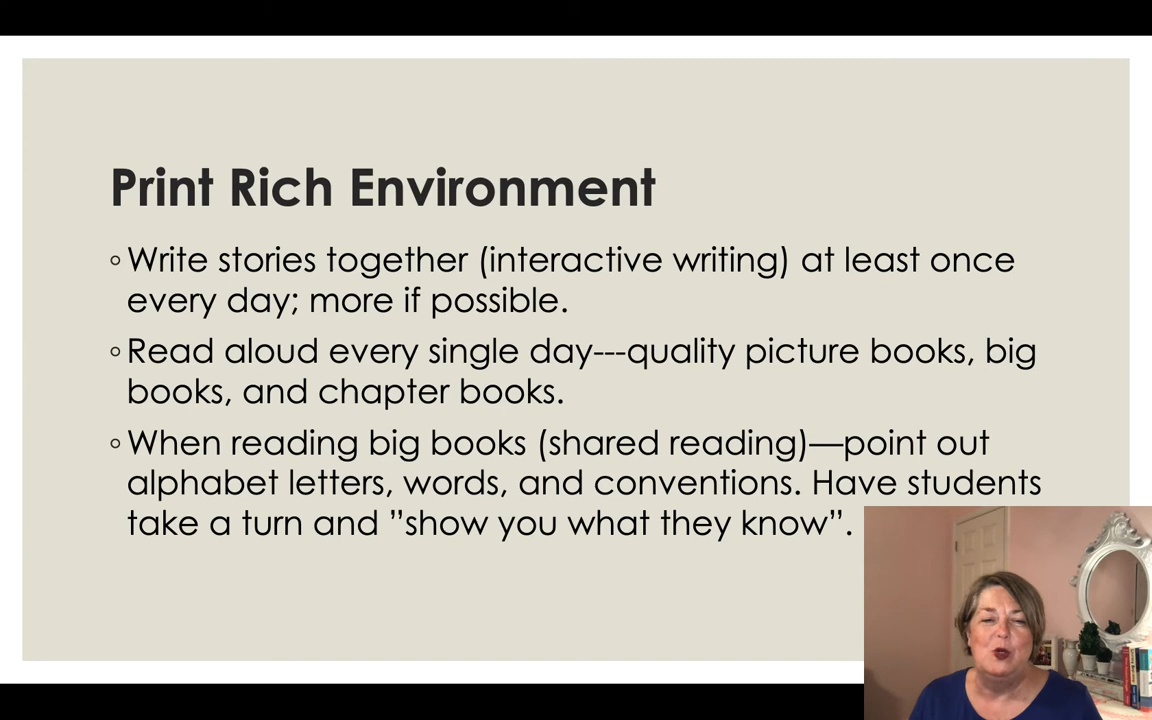 Print Rich Environment
◦Write stories together (interactive writing) at least once
every day; more if possible.
◦Read aloud every single day---quality picture books, big
books, and chapter books.
◦When reading big books (shared reading)—point out
alphabet letters, words, and conventions. Have students
take a turn and ”show you what they know”.